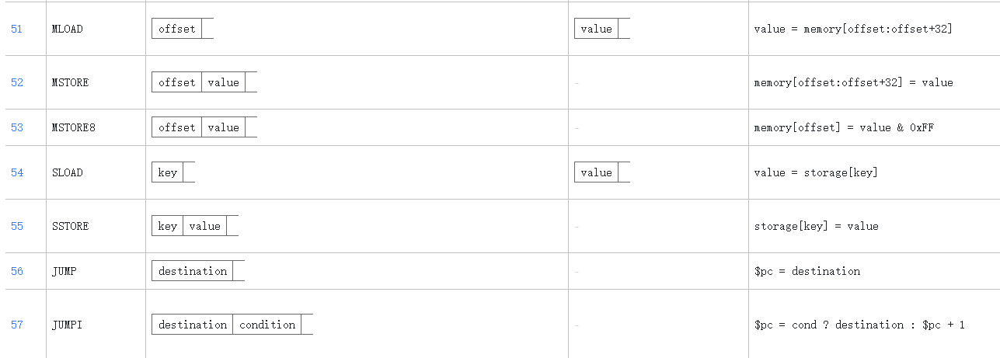 51 MLOAD offset value value = memory[offset:offset+32]
52 MSTORE offset value - memory[offset:offset+32] = value
53 MSTORE8 offset value - memory[offset] = value & 0xFF
54 SLOAD key value value = storage[key]
55 SSTORE key value - storage[key] = value
56 JUMP destination - $pc = destination
57 JUMPI destination condition - $pc = cond ? destination : $pc + 1